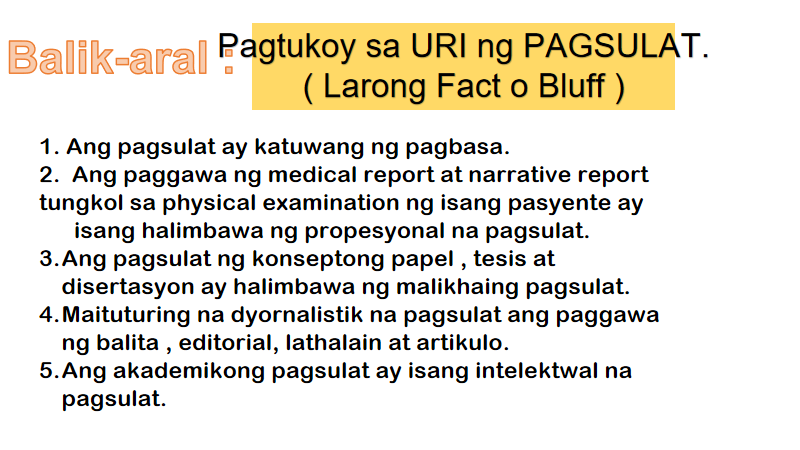 Balik-aral : Pagtukoy sa URI ng PAGSULAT.
( Larong Fact o Bluff )
1. Ang pagsulat ay katuwang ng pagbasa.
2. Ang paggawa ng medical report at narrative report
tungkol sa physical examination ng isang pasyente ay
isang halimbawa ng propesyonal na pagsulat.
3.Ang pagsulat ng konseptong papel , tesis at
disertasyon ay halimbawa ng malikhaing pagsulat.
4.Maituturing na dyornalistik na pagsulat ang paggawa
ng balita , editorial, lathalain at artikulo.
5.Ang akademikong pagsulat ay isang intelektwal na
pagsulat.